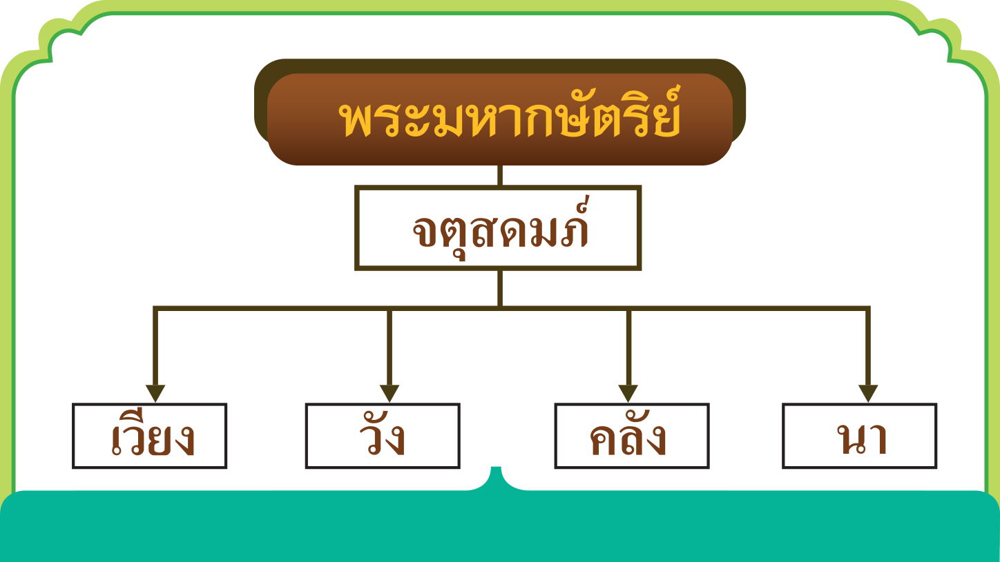 พระมหากษัตริย์
จตุสดมภ์
เวียง
วัง
คลัง
นา